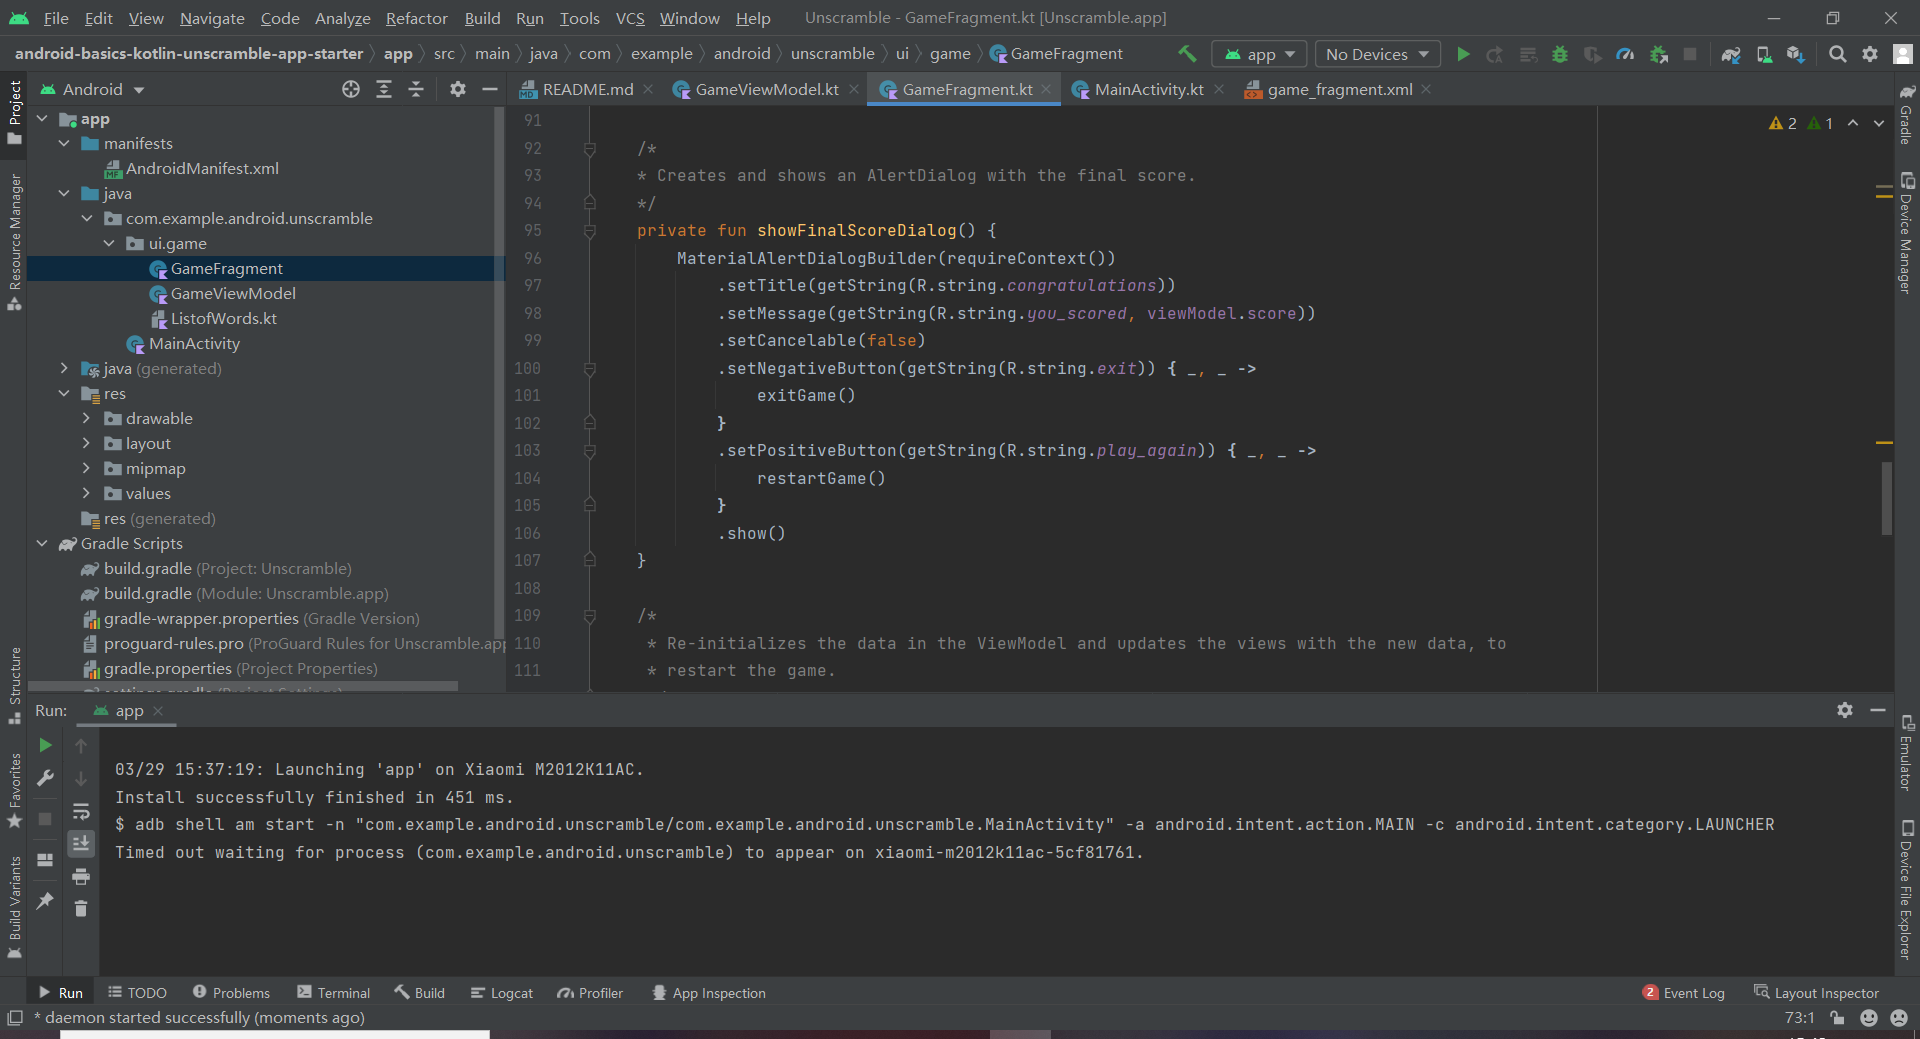 File Edit View Navigate Code Analyze Refactor Build Run Tools VCS Window Help Unscramble - GameFragment.kt [Unscramble.app]
android-basics-kotlin-unscramble-app-starter app src main java com example android unscramble ui game GameFragment app No Devices
Project
Android
README.md GameViewModel.kt GameFragment.kt MainActivity.kt game_fragment.xml
Gradle
Device Manager
Resource Manager
app
manifests
AndroidManifest.xml
java
com.example.android.unscramble
ui.game
GameFragment
GameViewModel
ListofWords.kt
MainActivity
java (generated)
res
drawable
layout
mipmap
values
res (generated)
Gradle Scripts
build.gradle (Project: Unscramble)
build.gradle (Module: Unscramble.app)
gradle-wrapper.properties (Gradle Version)
proguard-rules.pro (ProGuard Rules for Unscramble.app
gradle.properties (Project Properties)
settings.gradle (Project Settings)
2 1
91
92 /*
93 * Creates and shows an AlertDialog with the final score.
94 */
95 private fun showFinalScoreDialog() {
96 MaterialAlertDialogBuilder(requireContext())
97 .setTitle(getString(R.string.congratulations))
98 .setMessage(getString(R.string.you_scored, viewModel.score))
99 .setCancelable(false)
100 .setNegativeButton(getString(R.string.exit)) { _, _ ->
101 exitGame()
102 }
103 .setPositiveButton(getString(R.string.play_again)) { _, _ ->
104 restartGame()
105 }
106 .show()
107 }
108
109 /*
110 * Re-initializes the data in the ViewModel and updates the views with the new data, to
111 * restart the game.
Structure
Favorites
Build Variants
Run: app
03/29 15:37:19: Launching 'app' on Xiaomi M2012K11AC.
Install successfully finished in 451 ms.
$ adb shell am start -n "com.example.android.unscramble/com.example.android.unscramble.MainActivity" -a android.intent.action.MAIN -c android.intent.category.LAUNCHER
Timed out waiting for process (com.example.android.unscramble) to appear on xiaomi-m2012k11ac-5cf81761.
Emulator
Device File Explorer
Run TODO Problems Terminal Build Logcat Profiler App Inspection 2 Event Log Layout Inspector
* daemon started successfully (moments ago) 73:1